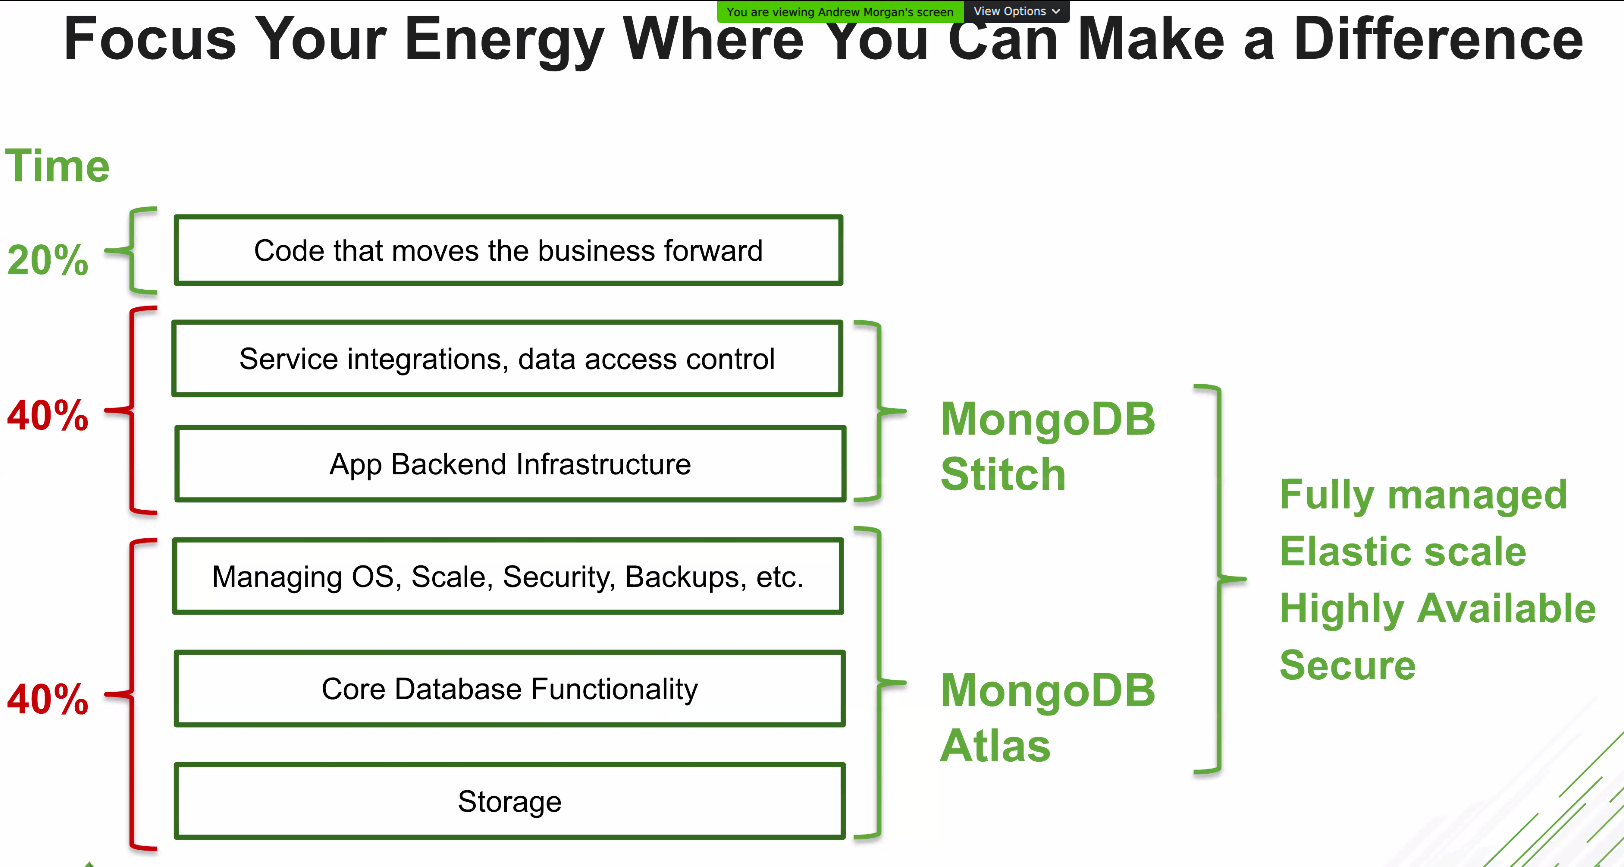 You are viewing Andrew Morgan's screen
View Options
Focus Your Energy Where You Can Make a Difference
Time
20%
Code that moves the business forward
40%
Service integrations, data access control
App Backend Infrastructure
MongoDB
Stitch
40%
Managing OS, Scale, Security, Backups, etc.
Core Database Functionality
Storage
MongoDB
Atlas
Fully managed
Elastic scale
Highly Available
Secure